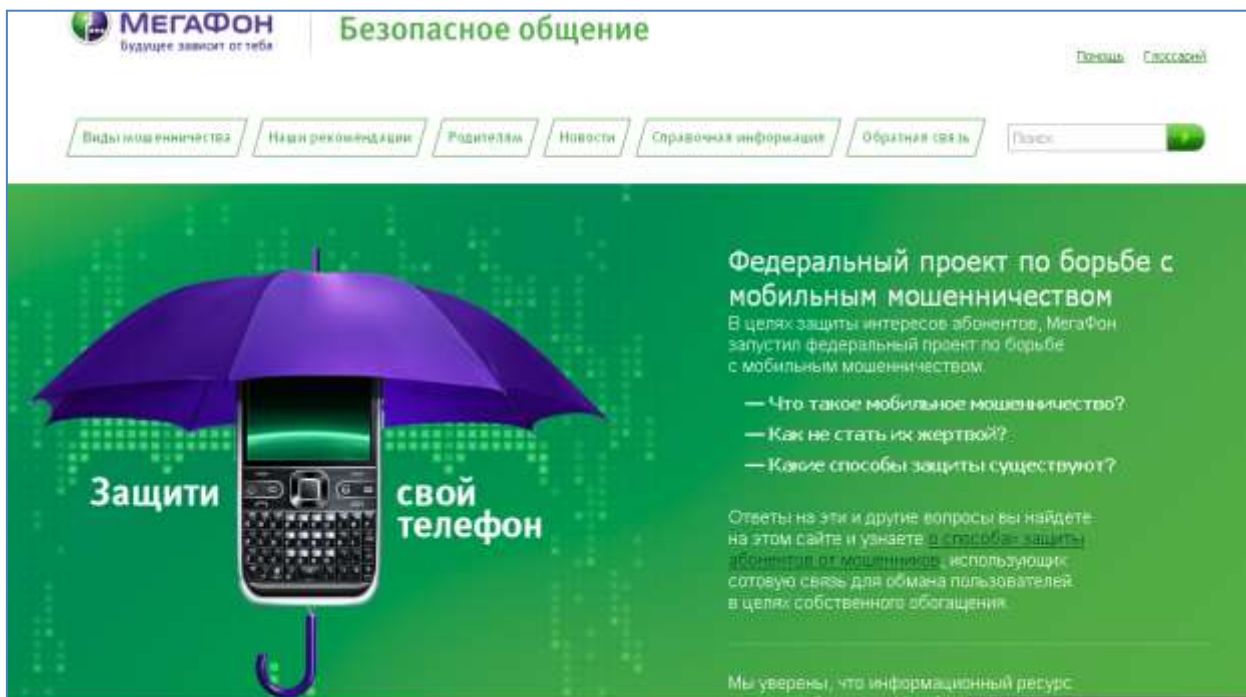 МЕГАФОН
Будущее зависит от тебя
Безопасное общение
Помощь Глоссарий
Виды мошенничества Наши рекомендации Родителям Новости Справочная информация Обратная связь Поиск
Защити свой
телефон
Федеральный проект по борьбе с
мобильным мошенничеством
В целях защиты интересов абонентов, МегаФон
запустил федеральный проект по борьбе
с мобильным мошенничеством.
— Что такое мобильное мошенничество?
— Как не стать их жертвой?
— Какие способы защиты существуют?
Ответы на эти и другие вопросы вы найдете
на этом сайте и узнаете о способах защиты
абонентов от мошенников, использующих
сотовую связь для обмана пользователей
в целях собственного обогащения.
Мы уверены, что информационный ресурс